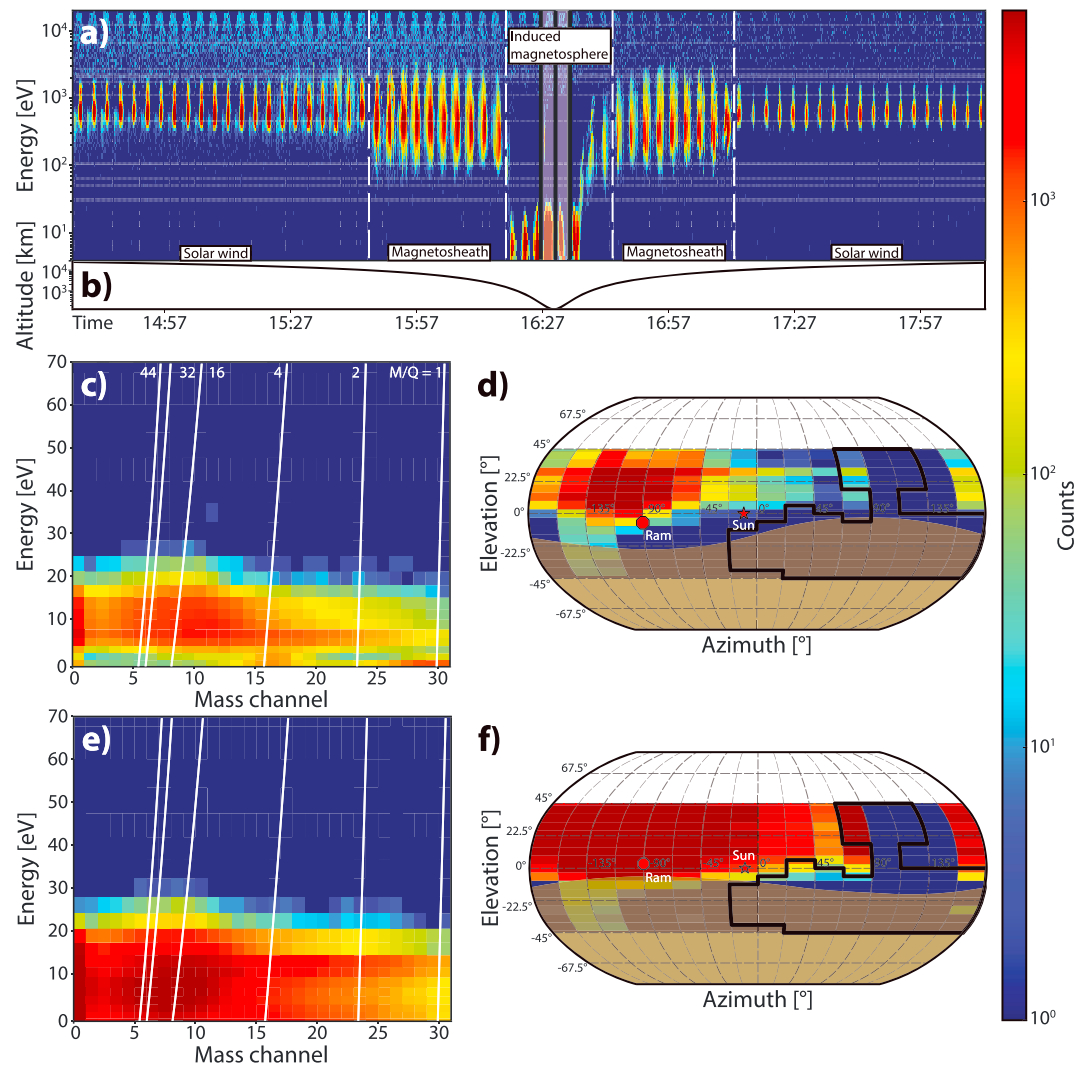 a)
Induced
magnetosphere
Energy [eV]
10⁴
10³
10²
10¹
Solar wind
Magnetosheath
Magnetosheath
Solar wind
b)
Altitude [km]
10⁴
10³
Time
14:57
15:27
15:57
16:27
16:57
17:27
17:57
c)
44
32
16
4
2
M/Q = 1
Energy [eV]
70
60
50
40
30
20
10
0
0
5
10
15
20
25
30
Mass channel
d)
Elevation [°]
67.5°
45°
22.5°
0°
-22.5°
-45°
-67.5°
90°
45°
0°
Ram
Sun
Azimuth [°]
e)
Energy [eV]
70
60
50
40
30
20
10
0
0
5
10
15
20
25
30
Mass channel
f)
Elevation [°]
67.5°
45°
22.5°
0°
-22.5°
-45°
-67.5°
-135°
90°
45°
0°
45°
90°
135°
Ram
Sun
Azimuth [°]
Counts
10³
10²
10¹
10⁰